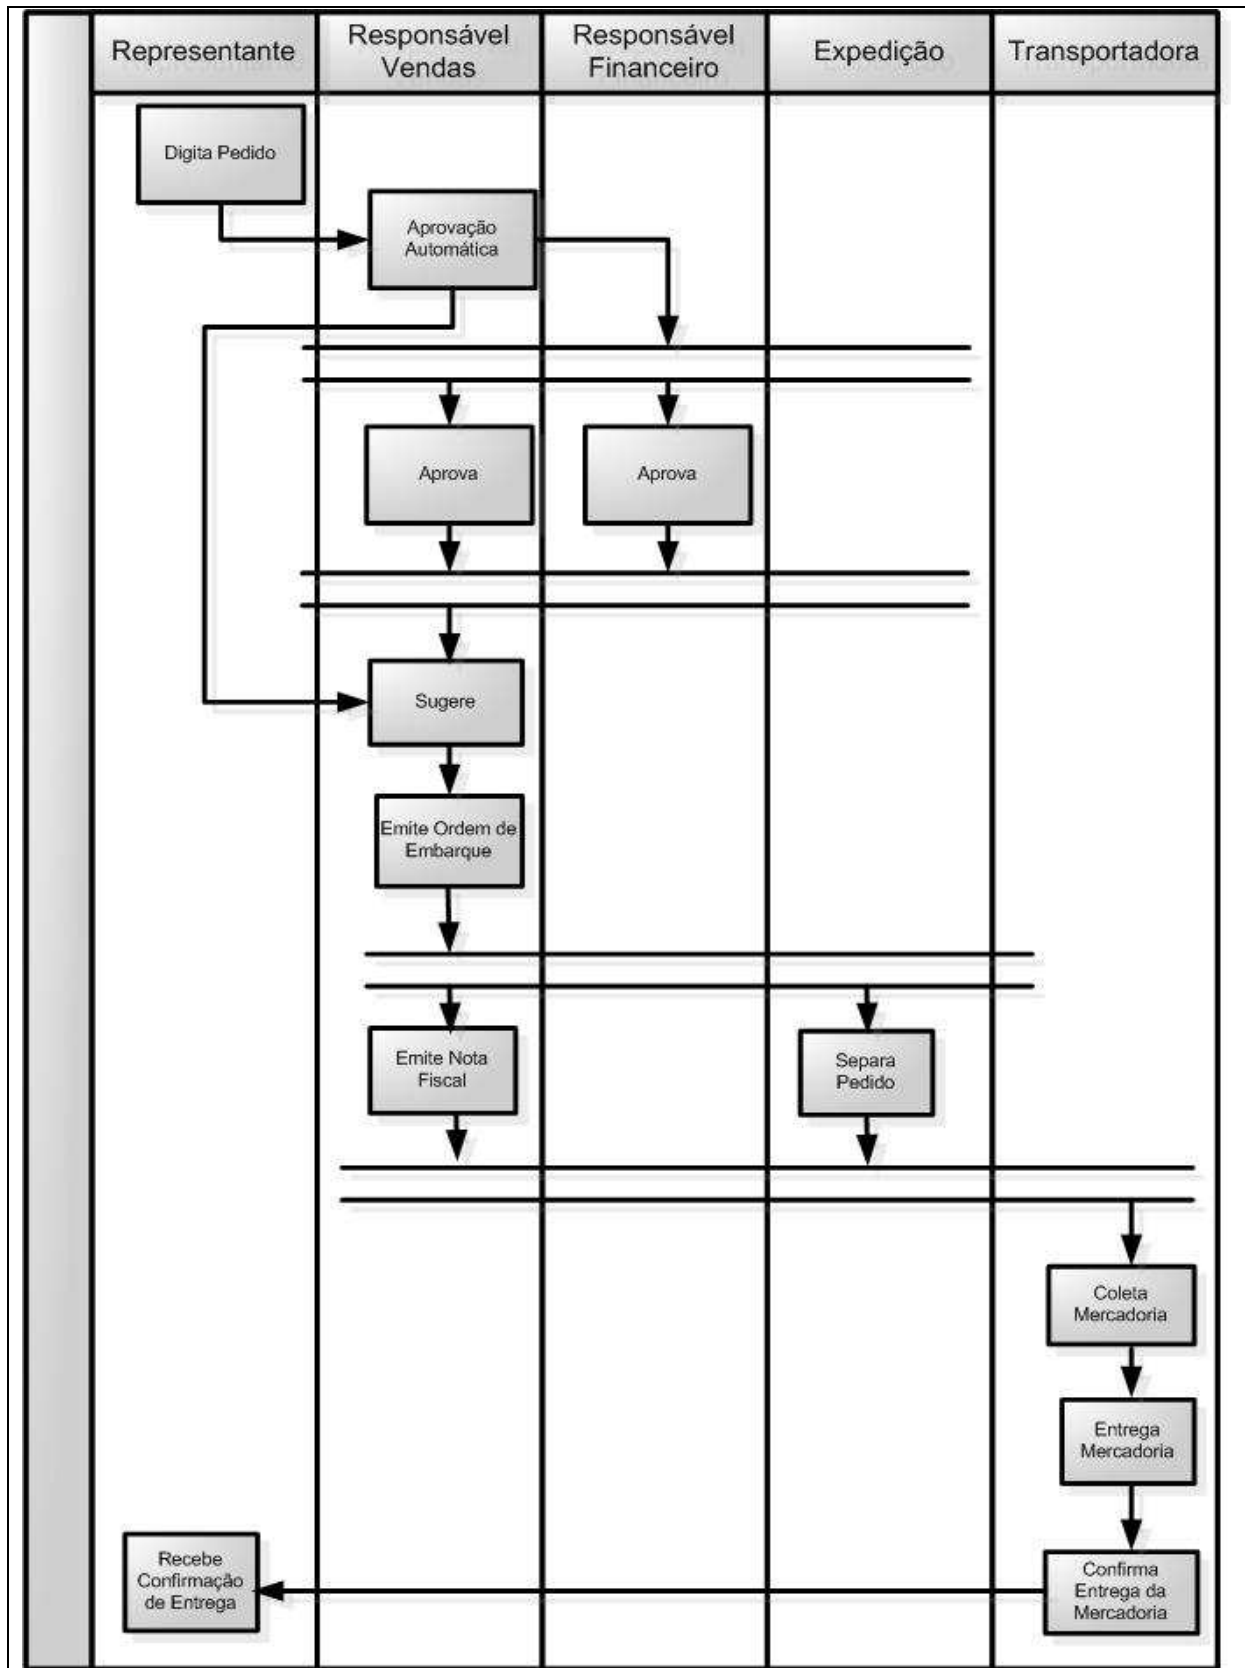 Representante
Responsável
Vendas
Responsável
Financeiro
Expedição
Transportadora
Digita Pedido
Aprovação
Automática
Aprova
Aprova
Sugere
Emite Ordem de
Embarque
Emite Nota
Fiscal
Separa
Pedido
Coleta
Mercadoria
Entrega
Mercadoria
Confirma
Entrega da
Mercadoria
Recebe
Confirmação
de Entrega